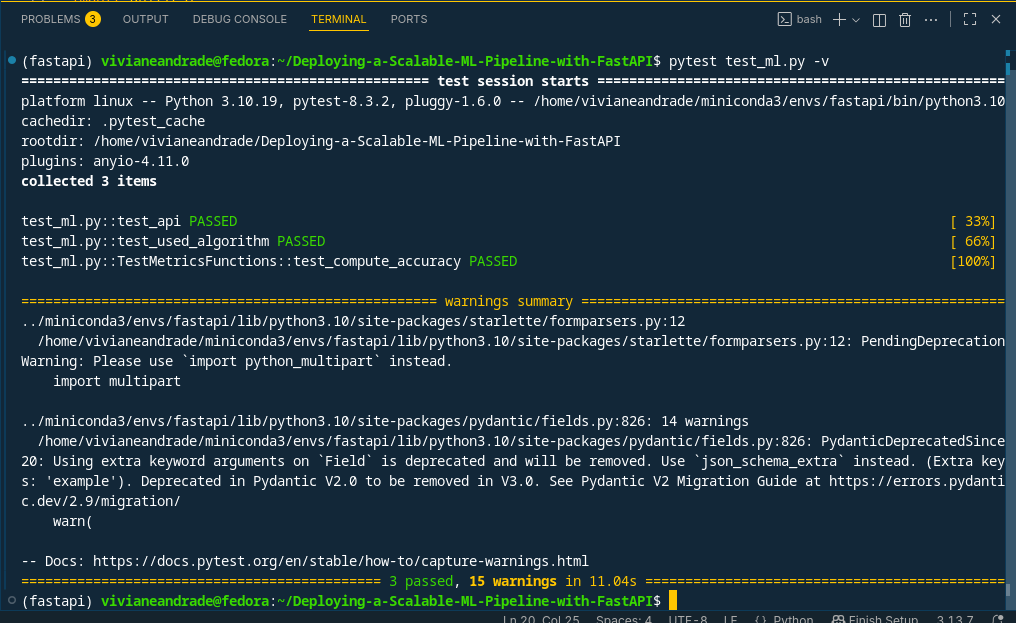 PROBLEMS 3 OUTPUT DEBUG CONSOLE TERMINAL PORTS bash
(fastapi) vivianeandrade@fedora:~/Deploying-a-Scalable-ML-Pipeline-with-FastAPI$ pytest test_ml.py -v
=================================================== test session starts ===================================================
platform linux -- Python 3.10.19, pytest-8.3.2, pluggy-1.6.0 -- /home/vivianeandrade/miniconda3/envs/fastapi/bin/python3.10
cachedir: .pytest_cache
rootdir: /home/vivianeandrade/Deploying-a-Scalable-ML-Pipeline-with-FastAPI
plugins: anyio-4.11.0
collected 3 items
test_ml.py::test_api PASSED [ 33%]
test_ml.py::test_used_algorithm PASSED [ 66%]
test_ml.py::TestMetricsFunctions::test_compute_accuracy PASSED [100%]
==================================================== warnings summary =====================================================
../miniconda3/envs/fastapi/lib/python3.10/site-packages/starlette/formparsers.py:12
/home/vivianeandrade/miniconda3/envs/fastapi/lib/python3.10/site-packages/starlette/formparsers.py:12: PendingDeprecation
Warning: Please use `import python_multipart` instead.
import multipart
../miniconda3/envs/fastapi/lib/python3.10/site-packages/pydantic/fields.py:826: 14 warnings
/home/vivianeandrade/miniconda3/envs/fastapi/lib/python3.10/site-packages/pydantic/fields.py:826: PydanticDeprecatedSince
20: Using extra keyword arguments on `Field` is deprecated and will be removed. Use `json_schema_extra` instead. (Extra key
s: 'example'). Deprecated in Pydantic V2.0 to be removed in V3.0. See Pydantic V2 Migration Guide at https://errors.pydanti
c.dev/2.9/migration/
warn(
-- Docs: https://docs.pytest.org/en/stable/how-to/capture-warnings.html
============================================= 3 passed, 15 warnings in 11.04s =============================================
(fastapi) vivianeandrade@fedora:~/Deploying-a-Scalable-ML-Pipeline-with-FastAPI$
Ln 20, Col 25 Spaces: 4 UTF-8 LF {} Python Finish Setup 3.13.7